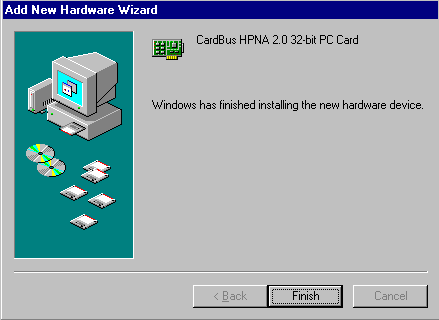 Add New Hardware Wizard
CardBus HPNA 2.0 32-bit PC Card
Windows has finished installing the new hardware device.
< Back
Finish
Cancel